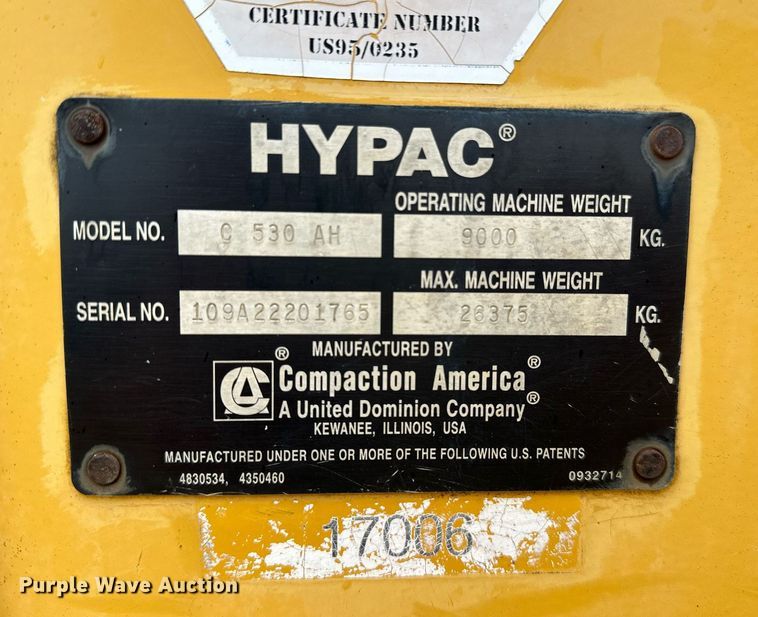 CERTIFICATE NUMBER
US95/0235
HYPAC®
OPERATING MACHINE WEIGHT
MODEL NO. C 530 AH 9000 KG.
MAX. MACHINE WEIGHT
SERIAL NO. 109A22201765 26375 KG.
MANUFACTURED BY
CA® Compaction America®
A United Dominion Company®
KEWANEE, ILLINOIS, USA
MANUFACTURED UNDER ONE OR MORE OF THE FOLLOWING U.S. PATENTS
4830534, 4350460 0932714
17006
Purple Wave Auction